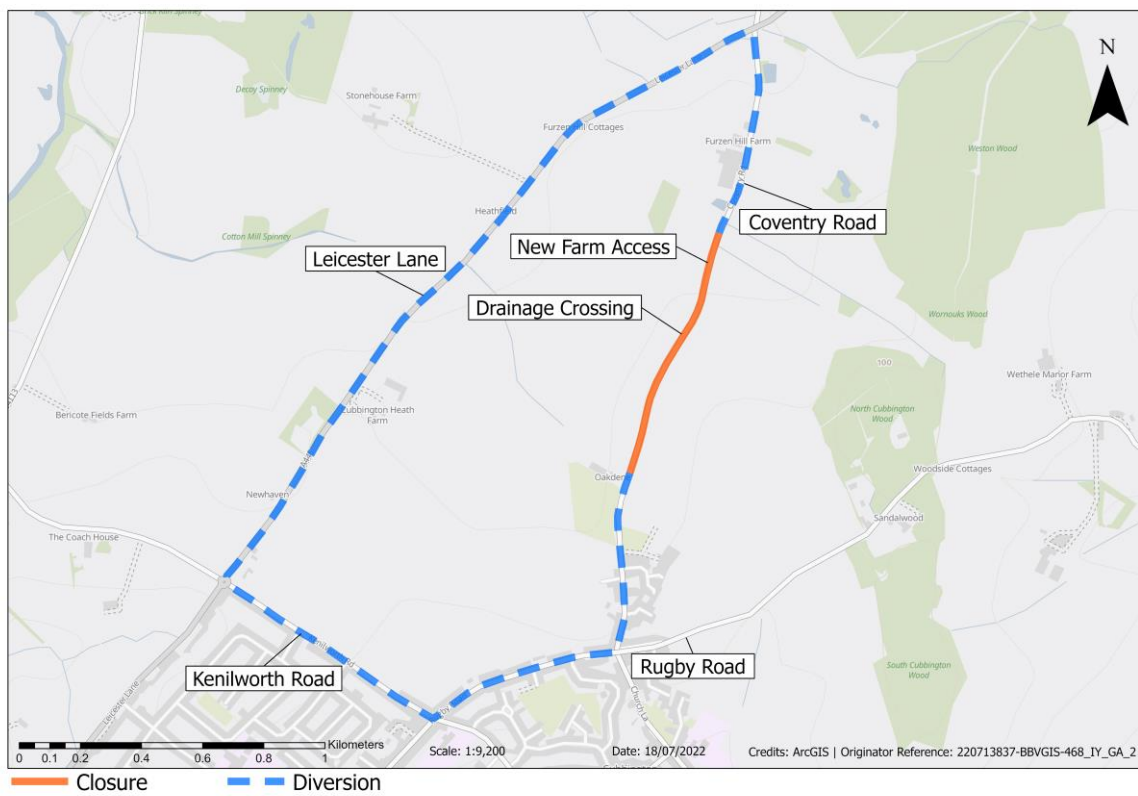 Decoy Spinney
Stonehouse Farm
Furzen Hill Cottages
Furzen Hill Farm
Weston Wood
N
Heathfield
Coventry Road
Cotton Mill Spinney
Leicester Lane
New Farm Access
Drainage Crossing
Wornouks Wood
100
Wethele Manor Farm
Bericote Fields Farm
Cubbington Heath
Farm
North Cubbington
Wood
Woodside Cottages
Newhaven
Sandalwood
The Coach House
Kenilworth Road
Rugby Road
South Cubbington
Wood
Leicester Lane
Church La
Kilometers
0 0.1 0.2 0.4 0.6 0.8 1
Scale: 1:9,200
Date: 18/07/2022
Credits: ArcGIS | Originator Reference: 220713837-BBVGIS-468_IY_GA_2
Closure
Diversion